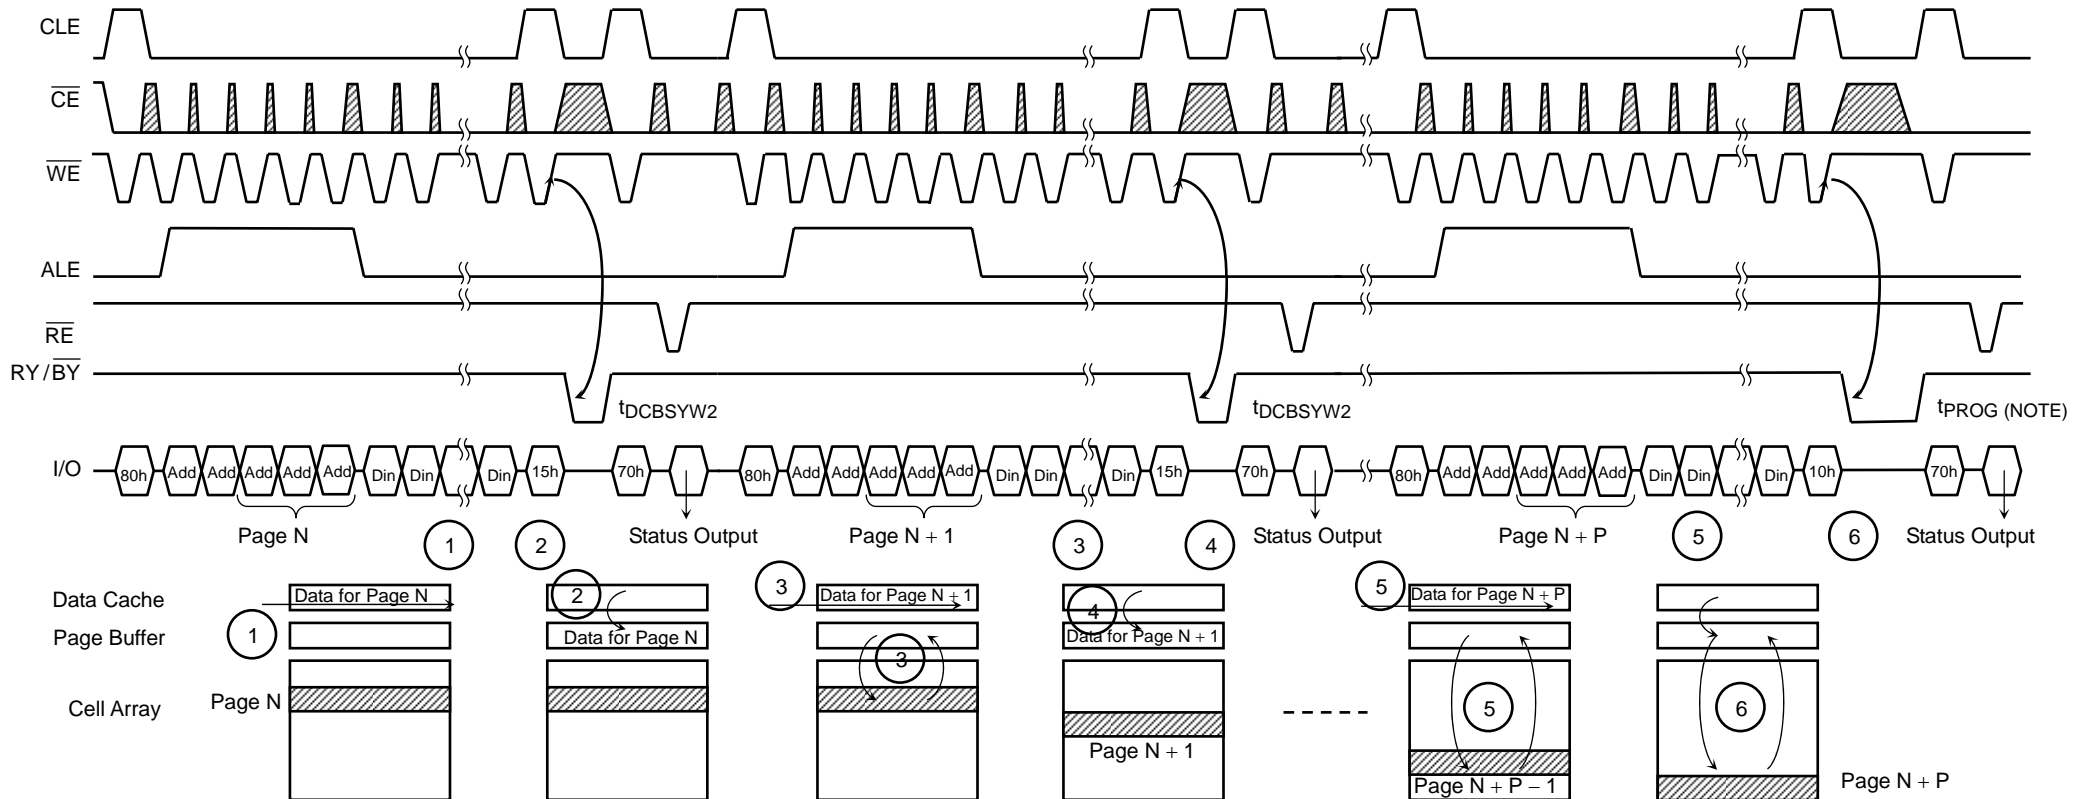 CLE
CE
WE
ALE
RE
RY/BY
tDCBSYW2 tDCBSYW2 tPROG (NOTE)
I/O 80h Add Add Add Add Add Din Din Din 15h 70h 80h Add Add Add Add Add Din Din Din 15h 70h 80h Add Add Add Add Add Din Din Din 10h 70h
Page N 1 2 Status Output Page N + 1 3 4 Status Output Page N + P 5 6 Status Output
Data Cache Data for Page N 2 3 Data for Page N + 1 4 5 Data for Page N + P
Page Buffer 1 Data for Page N 3 Data for Page N + 1
Cell Array Page N 5 6
Page N + 1
Page N + P − 1 Page N + P